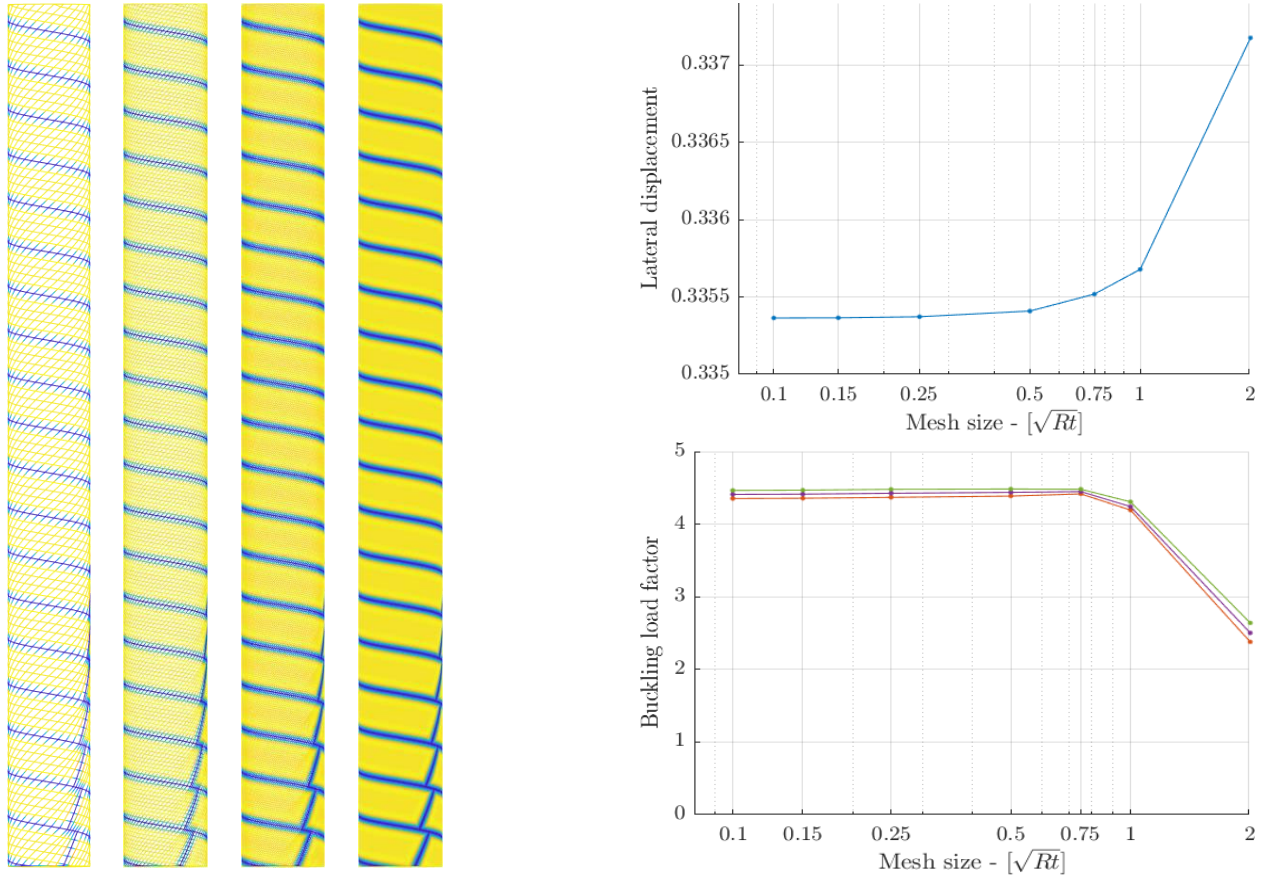 0.337
0.3365
0.336
0.3355
0.335
Lateral displacement
0.1 0.15 0.25 0.5 0.75 1 2
Mesh size - [√Rt]
5
4
3
2
1
0
Buckling load factor
0.1 0.15 0.25 0.5 0.75 1 2
Mesh size - [√Rt]